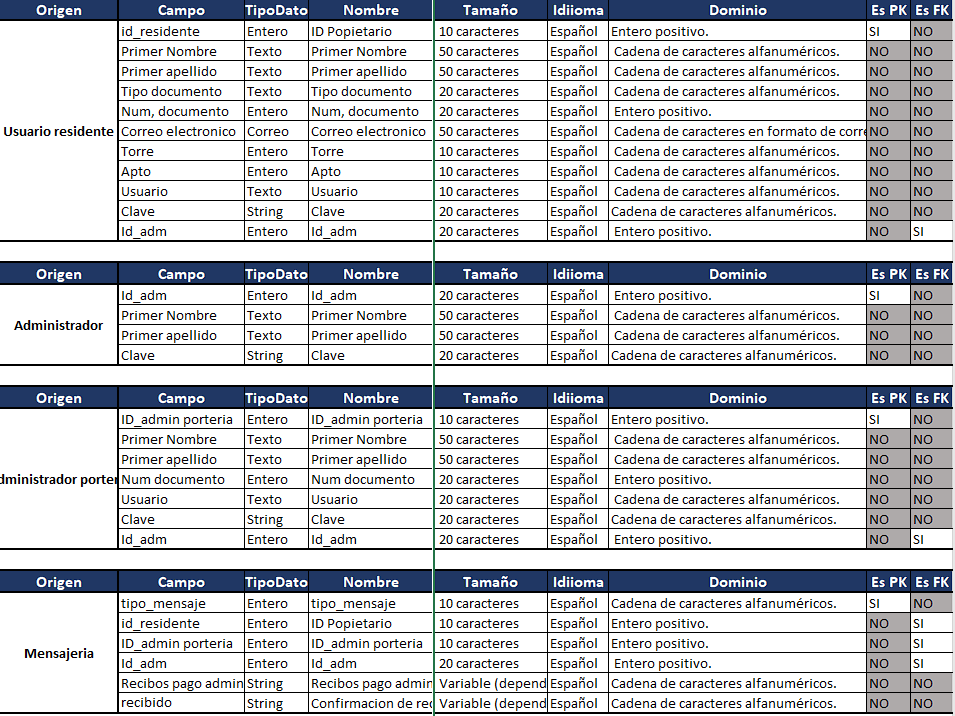 Origen Campo TipoDato Nombre Tamaño Idiioma Dominio Es PK Es FK
id_residente Entero ID Popietario 10 caracteres Español Entero positivo. SI NO
Primer Nombre Texto Primer Nombre 50 caracteres Español Cadena de caracteres alfanuméricos. NO NO
Primer apellido Texto Primer apellido 50 caracteres Español Cadena de caracteres alfanuméricos. NO NO
Tipo documento Texto Tipo documento 20 caracteres Español Cadena de caracteres alfanuméricos. NO NO
Num, documento Entero Num, documento 20 caracteres Español Entero positivo. NO NO
Usuario residente Correo electronico Correo Correo electronico 50 caracteres Español Cadena de caracteres en formato de corre NO NO
Torre Entero Torre 10 caracteres Español Cadena de caracteres alfanuméricos. NO NO
Apto Entero Apto 10 caracteres Español Cadena de caracteres alfanuméricos. NO NO
Usuario Texto Usuario 10 caracteres Español Cadena de caracteres alfanuméricos. NO NO
Clave String Clave 20 caracteres Español Cadena de caracteres alfanuméricos. NO NO
Id_adm Entero Id_adm 20 caracteres Español Entero positivo. NO SI
Origen Campo TipoDato Nombre Tamaño Idiioma Dominio Es PK Es FK
Id_adm Entero Id_adm 20 caracteres Español Entero positivo. SI NO
Administrador Primer Nombre Texto Primer Nombre 50 caracteres Español Cadena de caracteres alfanuméricos. NO NO
Primer apellido Texto Primer apellido 50 caracteres Español Cadena de caracteres alfanuméricos. NO NO
Clave String Clave 20 caracteres Español Cadena de caracteres alfanuméricos. NO NO
Origen Campo TipoDato Nombre Tamaño Idiioma Dominio Es PK Es FK
ID_admin porteria Entero ID_admin porteria 10 caracteres Español Entero positivo. SI NO
Primer Nombre Texto Primer Nombre 50 caracteres Español Cadena de caracteres alfanuméricos. NO NO
Primer apellido Texto Primer apellido 50 caracteres Español Cadena de caracteres alfanuméricos. NO NO
dministrador porter Num documento Entero Num documento 20 caracteres Español Entero positivo. NO NO
Usuario Texto Usuario 20 caracteres Español Cadena de caracteres alfanuméricos. NO NO
Clave String Clave 20 caracteres Español Cadena de caracteres alfanuméricos. NO NO
Id_adm Entero Id_adm 20 caracteres Español Entero positivo. NO SI
Origen Campo TipoDato Nombre Tamaño Idiioma Dominio Es PK Es FK
tipo_mensaje Entero tipo_mensaje 10 caracteres Español Cadena de caracteres alfanuméricos. SI NO
id_residente Entero ID Popietario 10 caracteres Español Entero positivo. NO SI
ID_admin porteria Entero ID_admin porteria 10 caracteres Español Entero positivo. NO SI
Mensajeria Id_adm Entero Id_adm 20 caracteres Español Entero positivo. NO SI
Recibos pago admin String Recibos pago admin Variable (depend Español Cadena de caracteres alfanuméricos. NO NO
recibido String Confirmacion de rec Variable (depend Español Cadena de caracteres alfanuméricos. NO NO